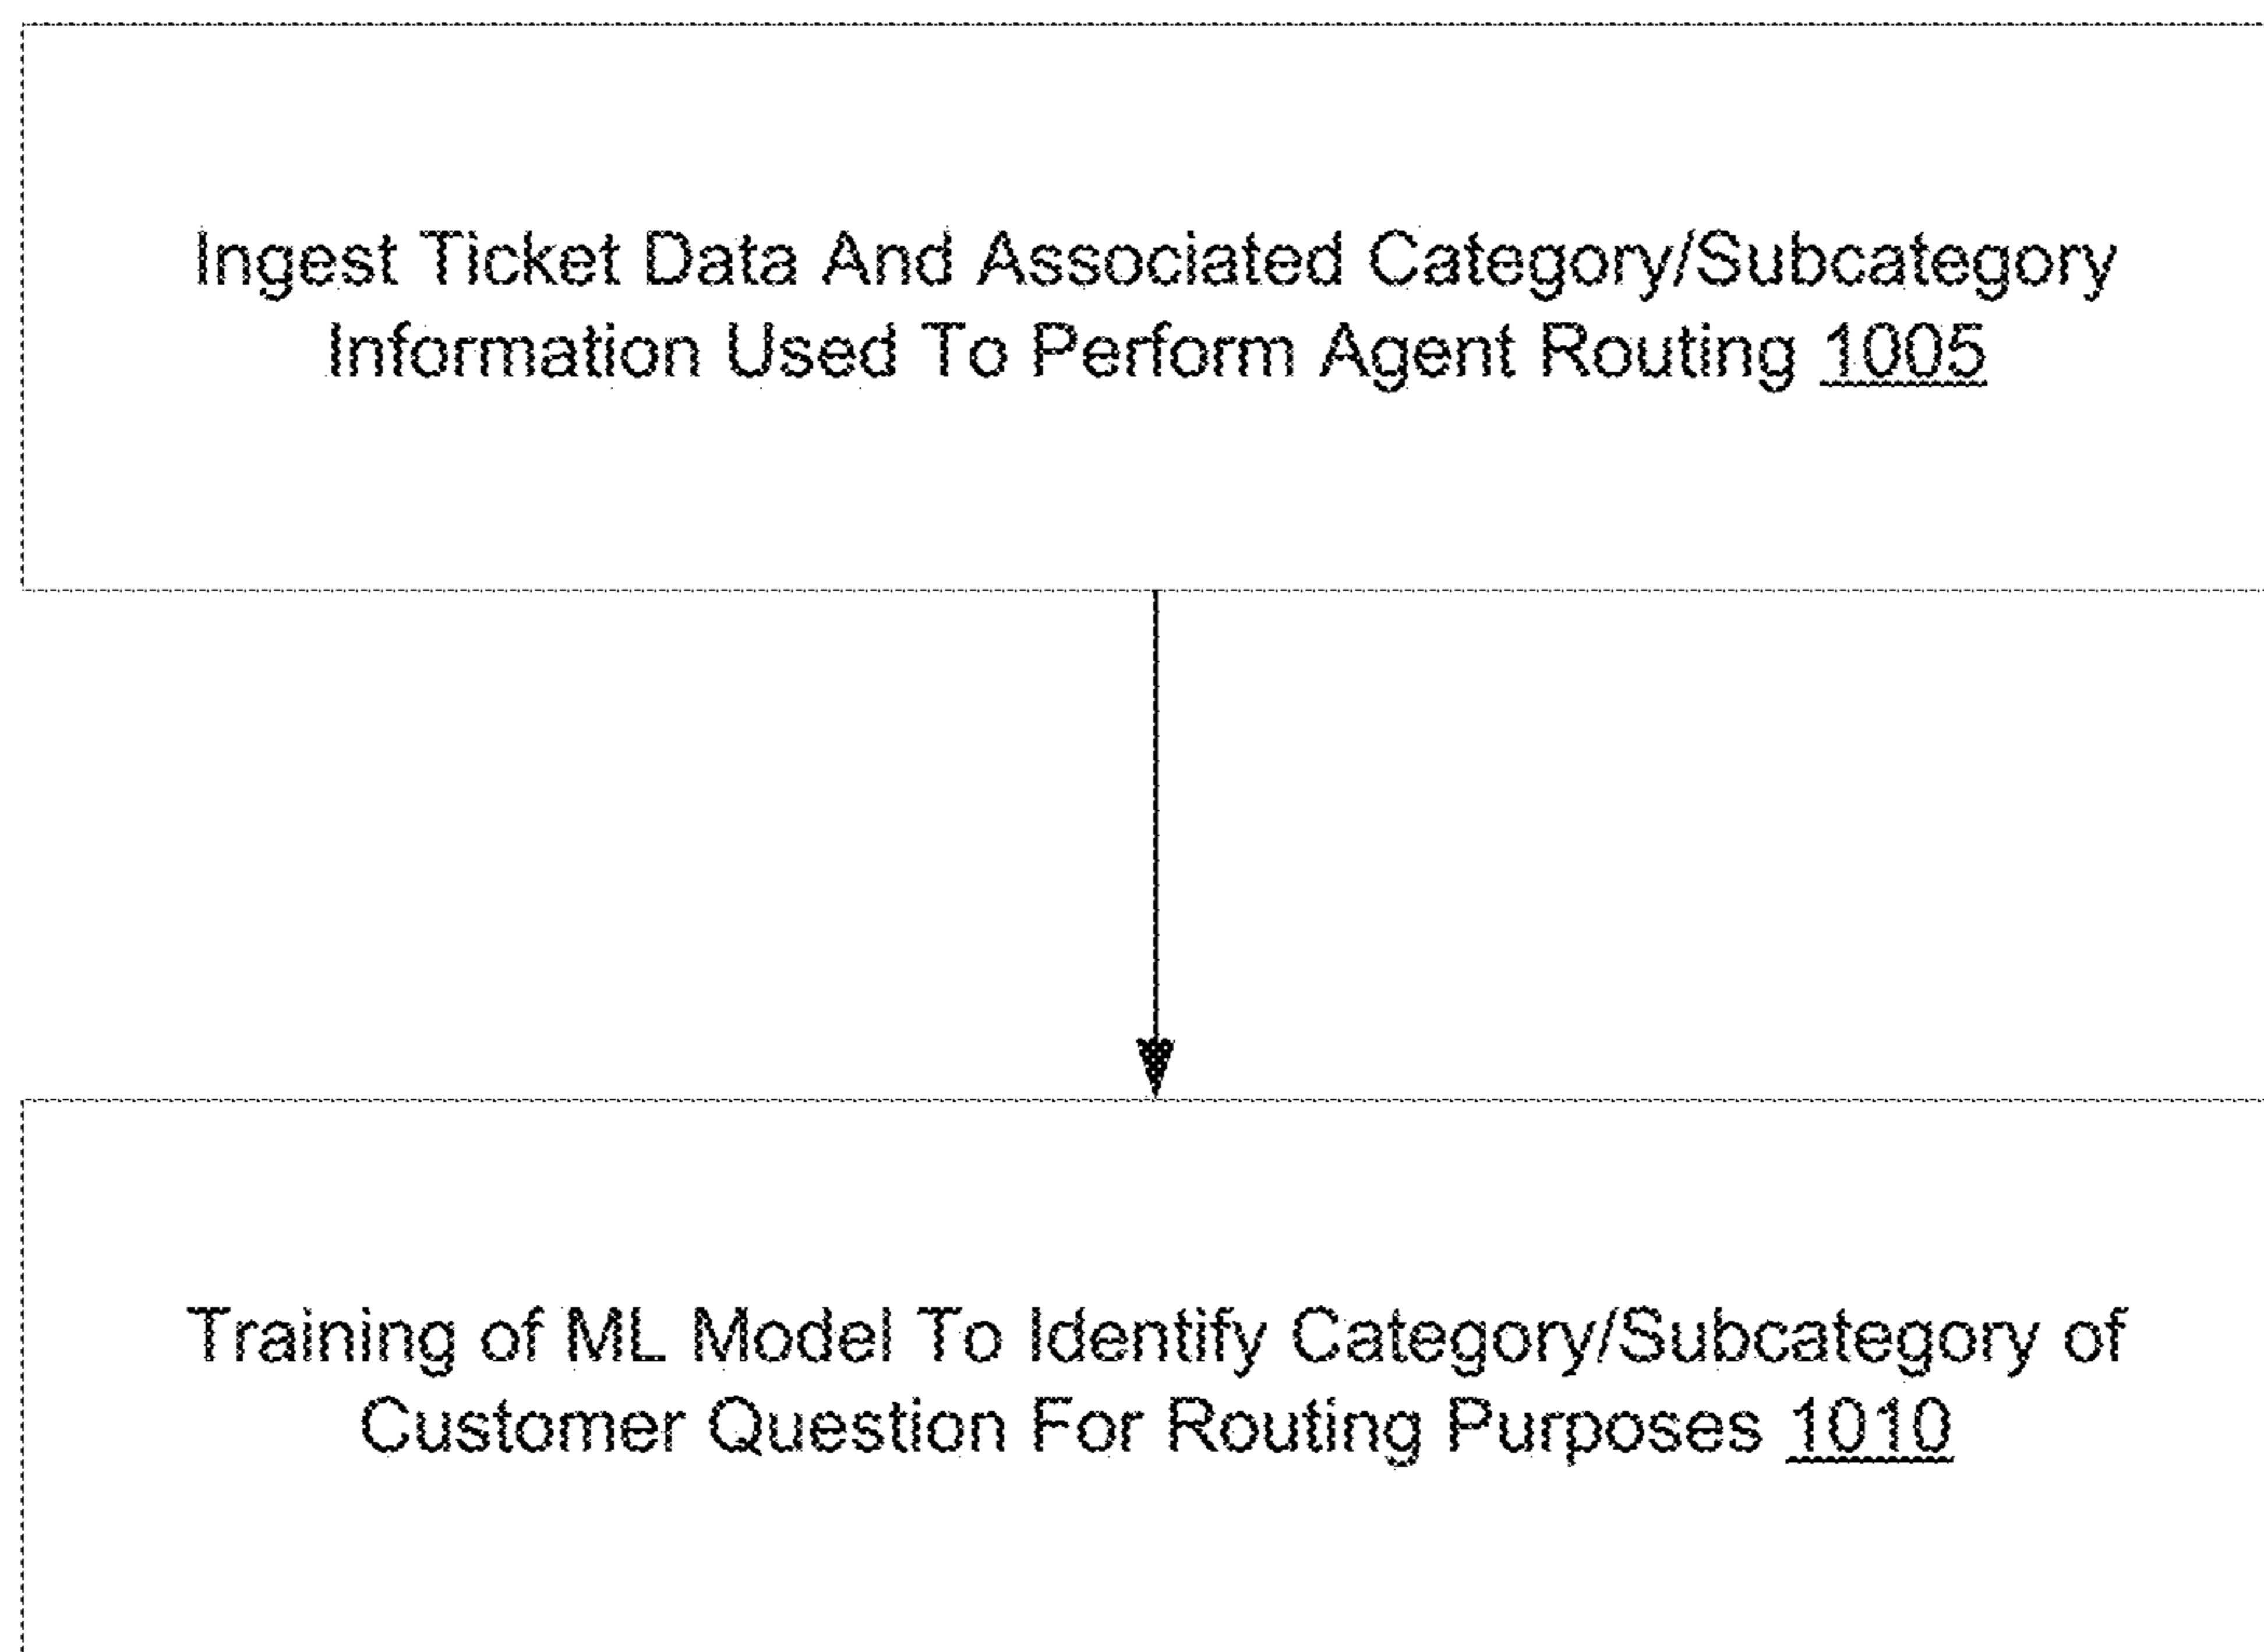 Ingest Ticket Data And Associated Category/Subcategory
Information Used To Perform Agent Routing 1005
Training of ML Model To Identify Category/Subcategory of
Customer Question For Routing Purposes 1010